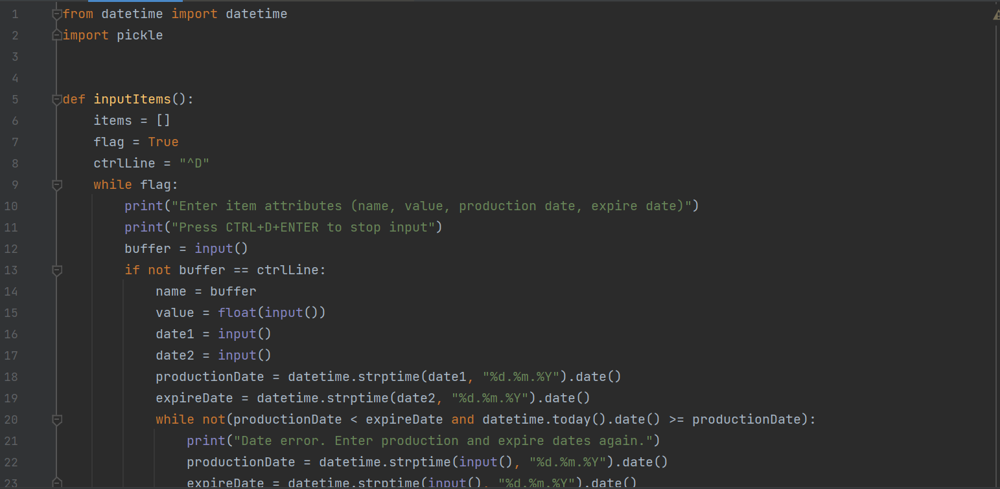 1 from datetime import datetime
2 import pickle
3
4
5 def inputItems():
6     items = []
7     flag = True
8     ctrlLine = "^D"
9     while flag:
10         print("Enter item attributes (name, value, production date, expire date)")
11         print("Press CTRL+D+ENTER to stop input")
12         buffer = input()
13         if not buffer == ctrlLine:
14             name = buffer
15             value = float(input())
16             date1 = input()
17             date2 = input()
18             productionDate = datetime.strptime(date1, "%d.%m.%Y").date()
19             expireDate = datetime.strptime(date2, "%d.%m.%Y").date()
20             while not(productionDate < expireDate and datetime.today().date() >= productionDate):
21                 print("Date error. Enter production and expire dates again.")
22                 productionDate = datetime.strptime(input(), "%d.%m.%Y").date()
23                 expireDate = datetime.strptime(input(), "%d.%m.%Y").date()